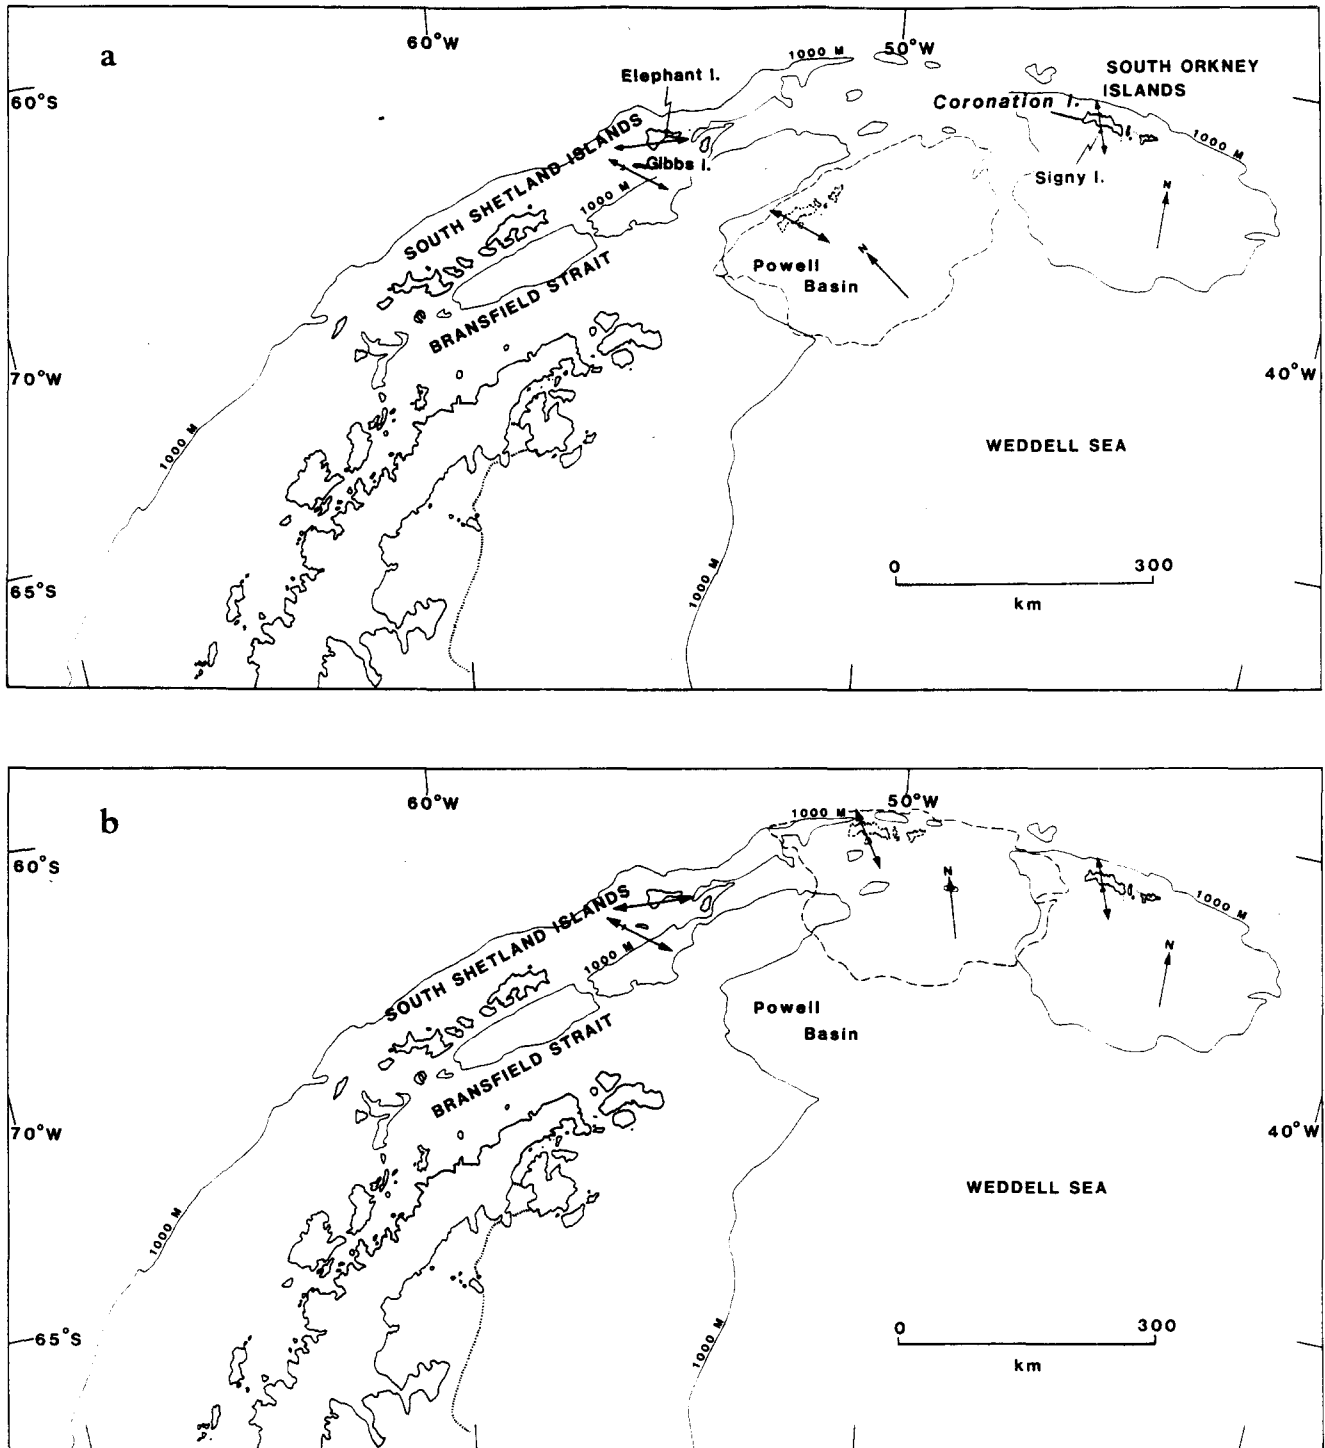 a
60°W
50°W
1000 M
Elephant I.
SOUTH ORKNEY
ISLANDS
60°S
Coronation I.
SOUTH SHETLAND ISLANDS
1000 M
Gibbs I.
Signy I.
1000 M
N
N
Powell
Basin
BRANSFIELD STRAIT
70°W
40°W
1000 M
WEDDELL SEA
65°S
1000 M
0 300
km
b
60°W
50°W
1000 M
60°S
N
1000 M
SOUTH SHETLAND ISLANDS
1000 M
N
Powell
Basin
BRANSFIELD STRAIT
70°W
40°W
WEDDELL SEA
1000 M
65°S
1000 M
0 300
km